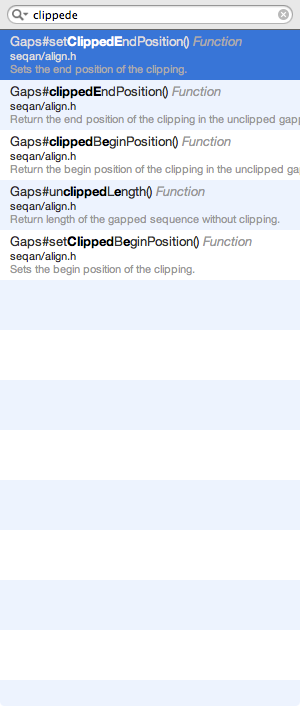 clippede
Gaps#setClippedEndPosition() Function
seqan/align.h
Sets the end position of the clipping.
Gaps#clippedEndPosition() Function
seqan/align.h
Return the end position of the clipping in the unclipped gapp
Gaps#clippedBeginPosition() Function
seqan/align.h
Return the begin position of the clipping in the unclipped ga
Gaps#unclippedLength() Function
seqan/align.h
Return length of the gapped sequence without clipping.
Gaps#setClippedBeginPosition() Function
seqan/align.h
Sets the begin position of the clipping.